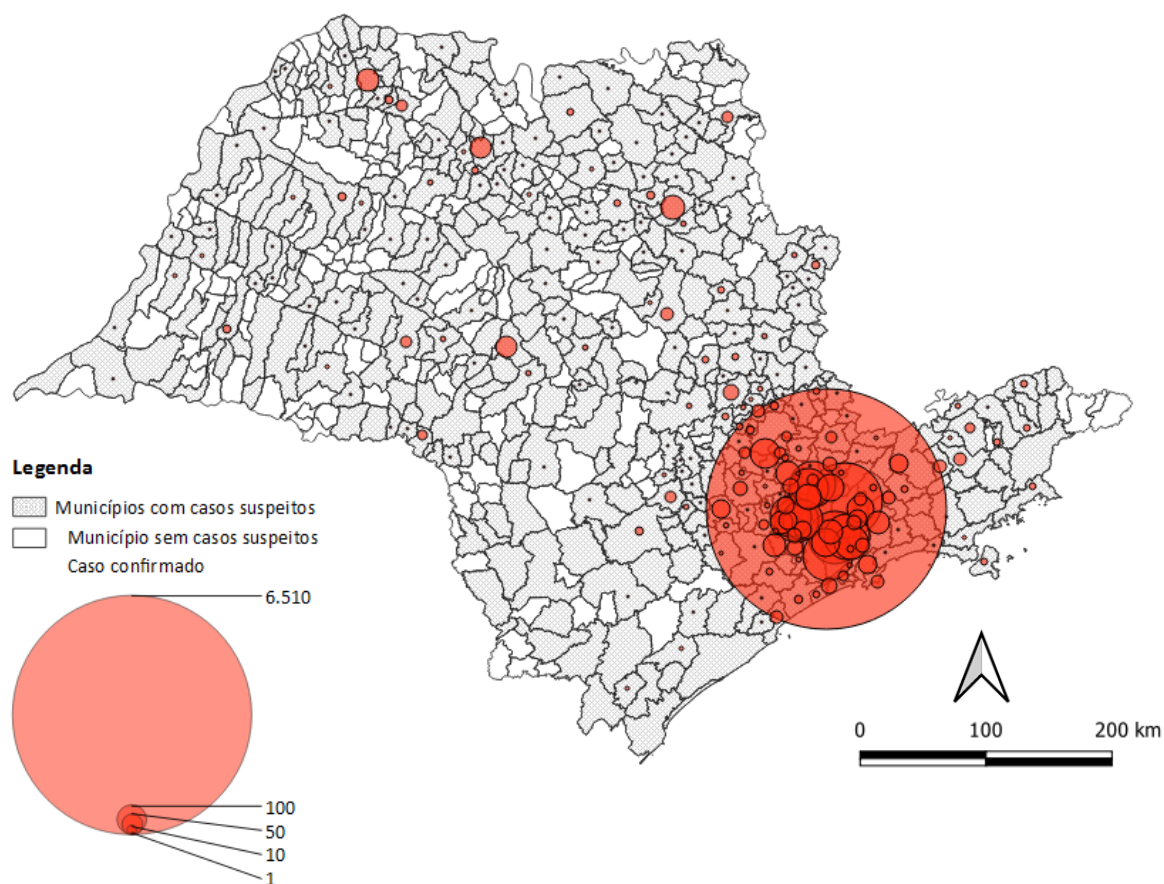 Legenda
Municípios com casos suspeitos
Município sem casos suspeitos
Caso confirmado
6.510
100
50
10
1
0 100 200 km